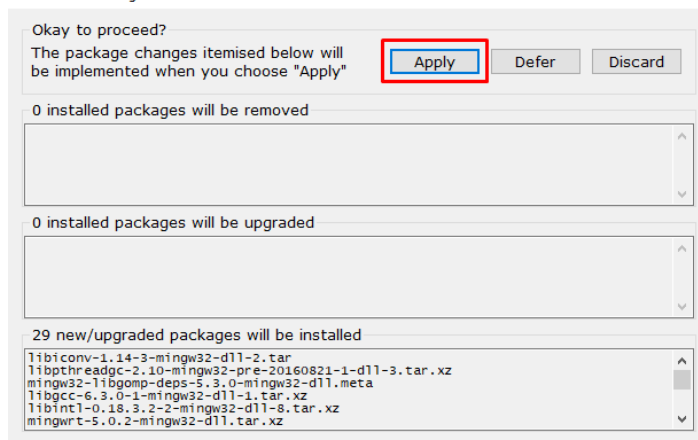 Okay to proceed?
The package changes itemised below will
be implemented when you choose "Apply"
Apply
Defer
Discard
0 installed packages will be removed
0 installed packages will be upgraded
29 new/upgraded packages will be installed
libiconv-1.14-3-mingw32-dll-2.tar
libpthreadgc-2.10-mingw32-pre-20160821-1-dll-3.tar.xz
mingw32-libgomp-deps-5.3.0-mingw32-dll.meta
libgcc-6.3.0-1-mingw32-dll-1.tar.xz
libintl-0.18.3.2-2-mingw32-dll-8.tar.xz
mingwrt-5.0.2-mingw32-dll.tar.xz